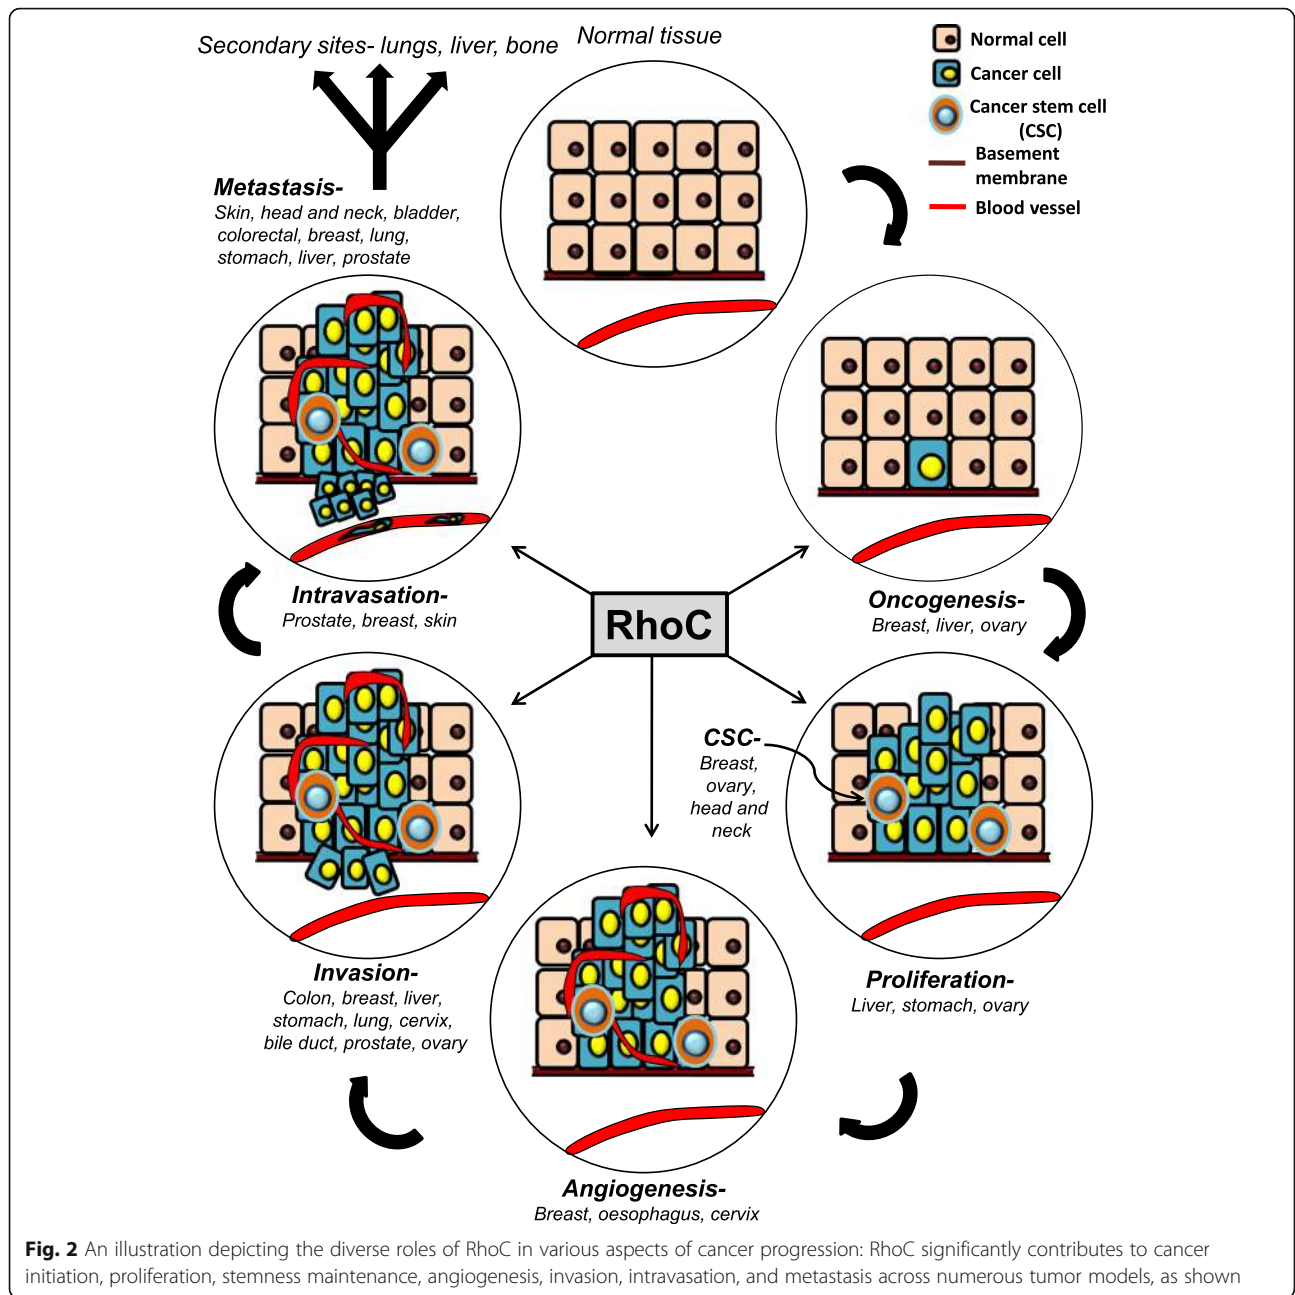 Secondary sites- lungs, liver, bone
Normal tissue
Normal cell
Cancer cell
Cancer stem cell
(CSC)
Basement
membrane
Blood vessel
Metastasis-
Skin, head and neck, bladder,
colorectal, breast, lung,
stomach, liver, prostate
Intravasation-
Prostate, breast, skin
RhoC
Oncogenesis-
Breast, liver, ovary
CSC-
Breast,
ovary,
head and
neck
Invasion-
Colon, breast, liver,
stomach, lung, cervix,
bile duct, prostate, ovary
Proliferation-
Liver, stomach, ovary
Angiogenesis-
Breast, oesophagus, cervix
Fig. 2 An illustration depicting the diverse roles of RhoC in various aspects of cancer progression: RhoC significantly contributes to cancer
initiation, proliferation, stemness maintenance, angiogenesis, invasion, intravasation, and metastasis across numerous tumor models, as shown